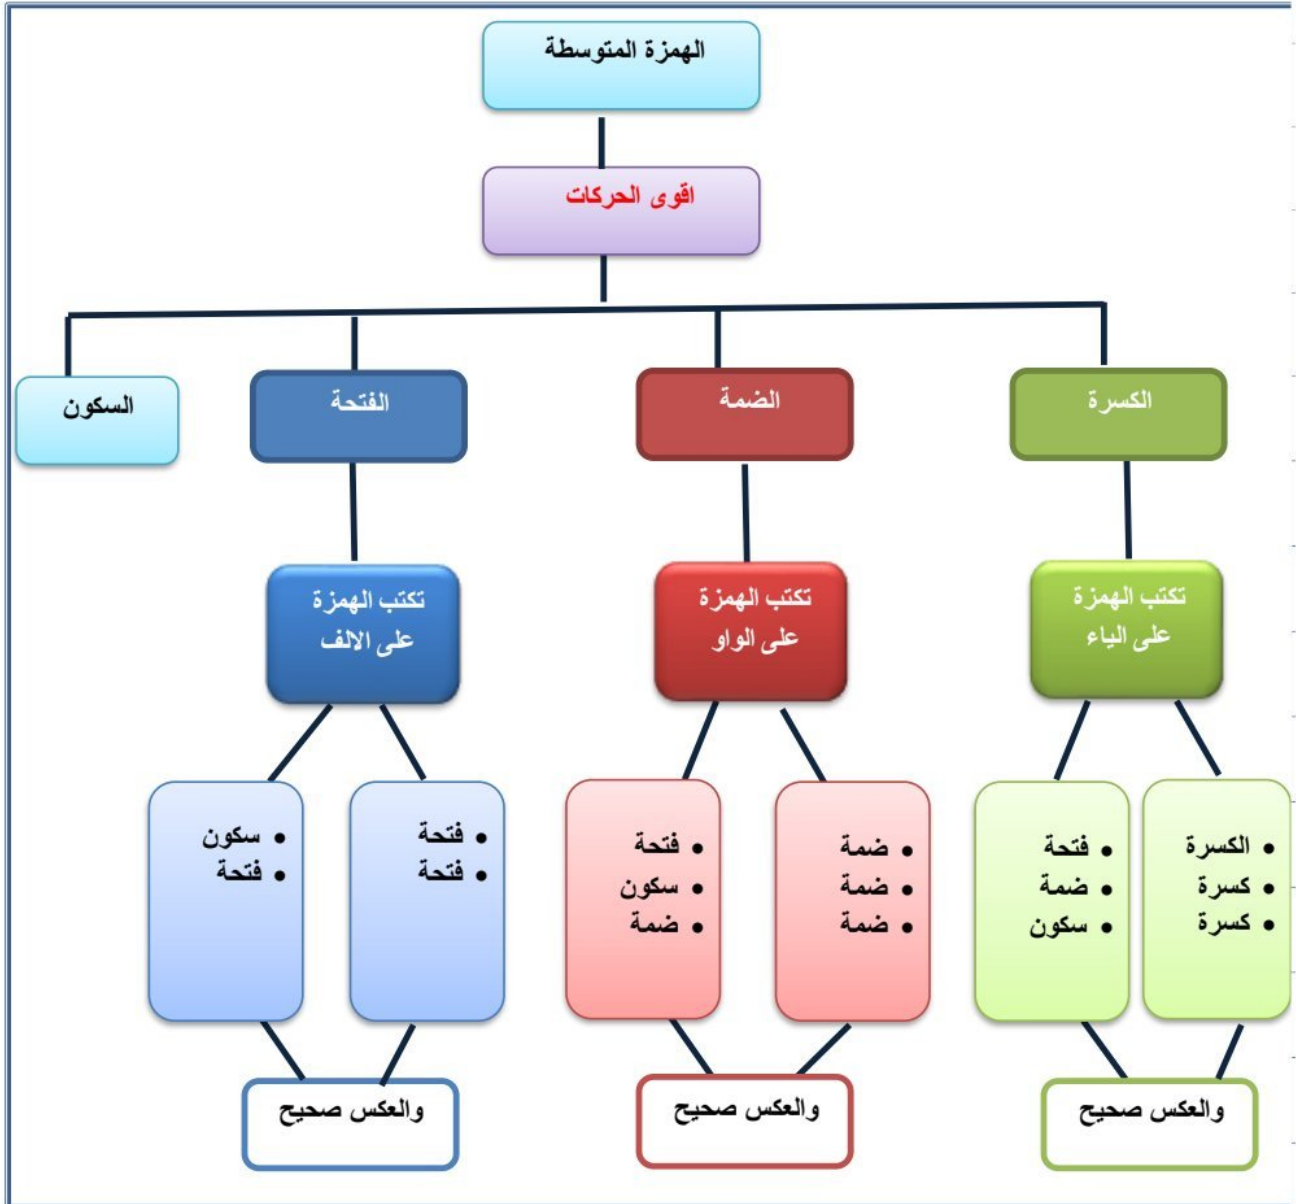 الهمزة المتوسطة
اقوى الحركات
الكسرة
الضمة
الفتحة
السكون
تكتب الهمزة
على الياء
تكتب الهمزة
على الواو
تكتب الهمزة
على الالف
• الكسرة
• كسرة
• كسرة
• فتحة
• ضمة
• سكون
• ضمة
• ضمة
• ضمة
• فتحة
• سكون
• ضمة
• فتحة
• فتحة
• سكون
• فتحة
والعكس صحيح
والعكس صحيح
والعكس صحيح